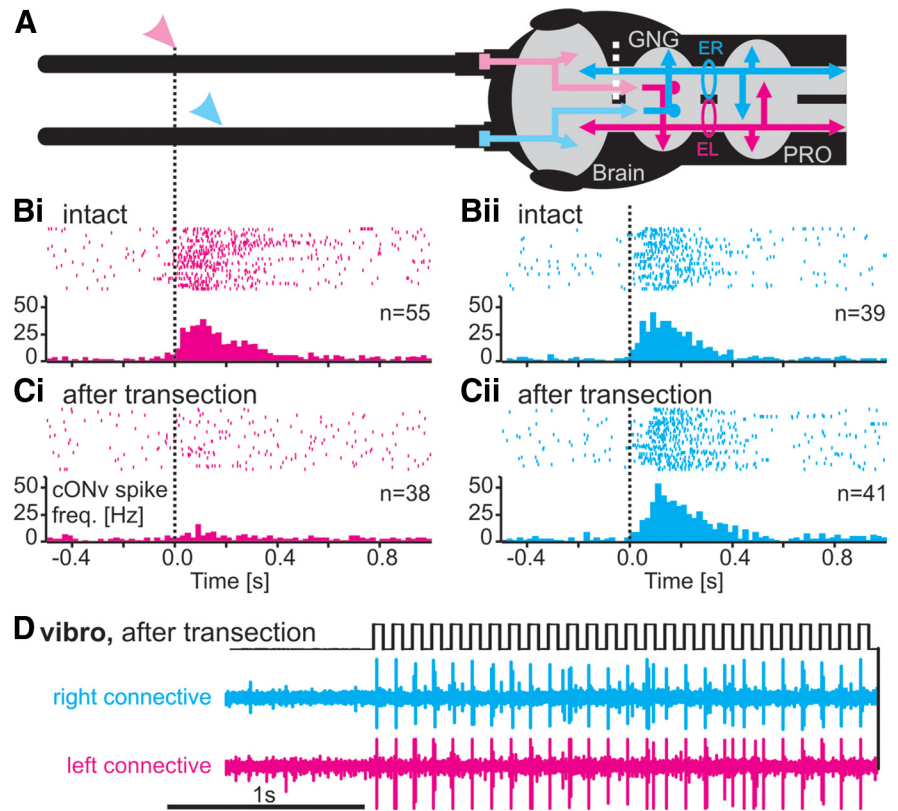 A
GNG
ER
EL
Brain
PRO
Bi intact
n=55
50
25
0
Bii intact
n=39
50
25
0
Ci after transection
n=38
cONv spike
freq. [Hz]
50
25
0
-0.4 0.0 0.4 0.8
Time [s]
Cii after transection
n=41
50
25
0
-0.4 0.0 0.4 0.8
Time [s]
D vibro, after transection
right connective
left connective
1s